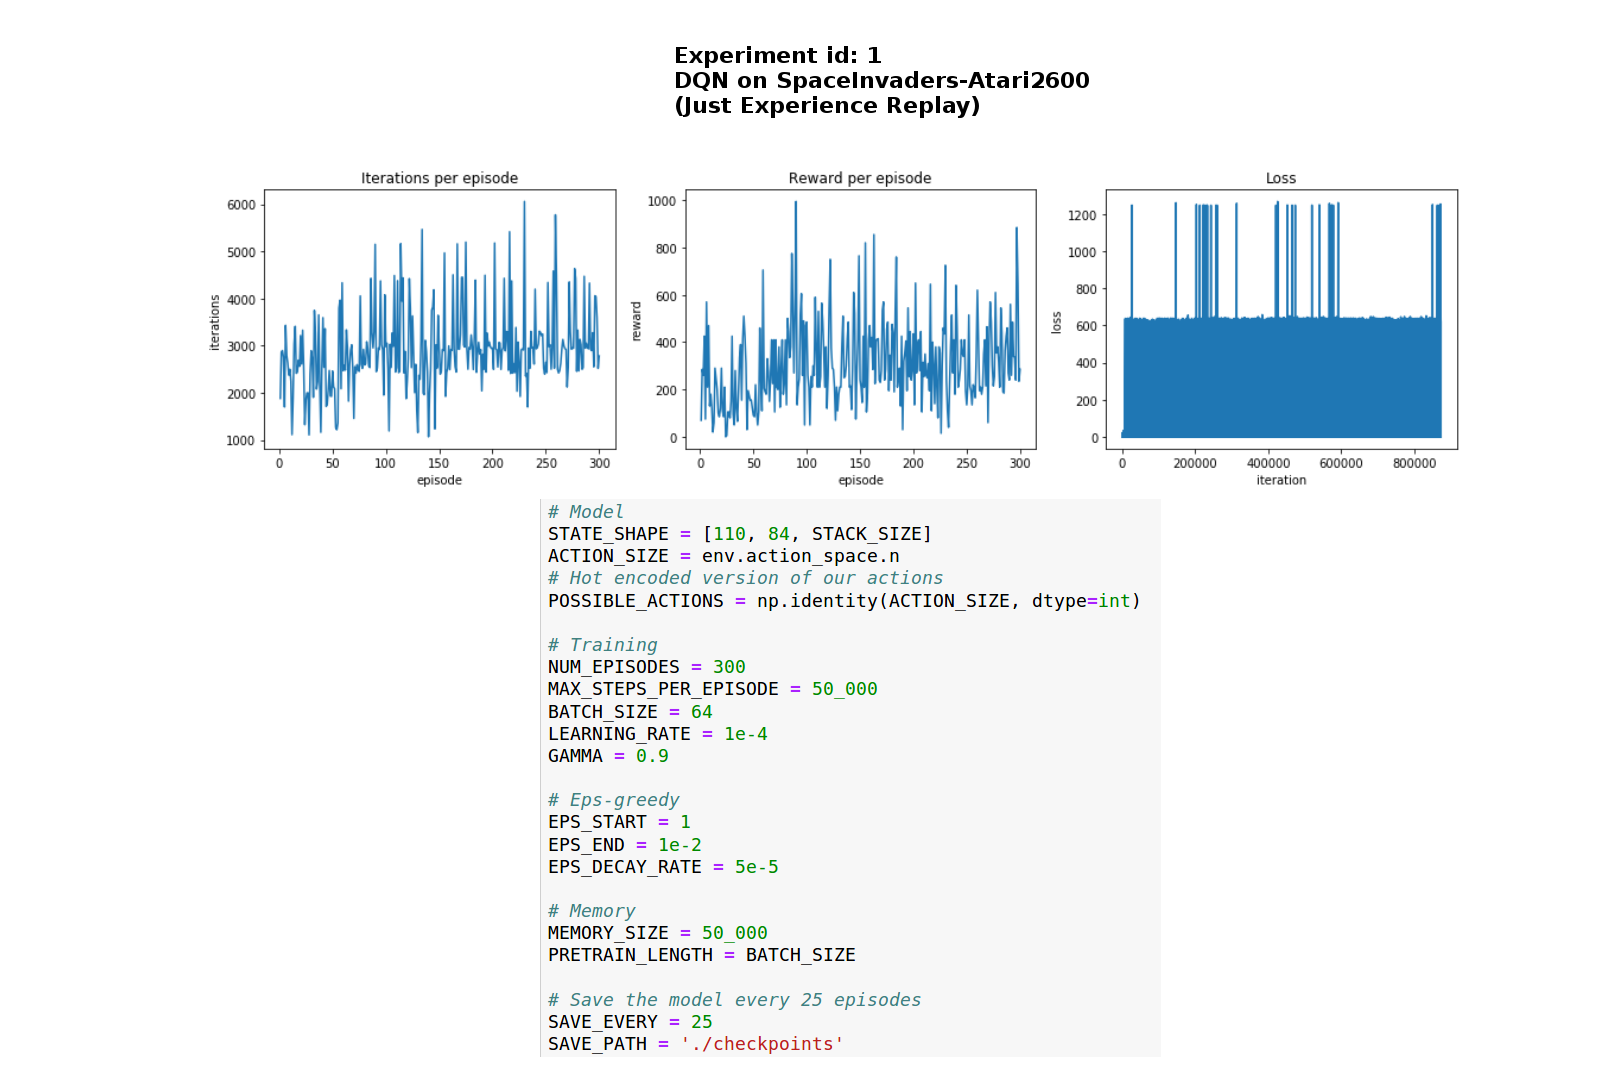 Experiment id: 1
DQN on SpaceInvaders-Atari2600
(Just Experience Replay)
Iterations per episode
6000
5000
4000
3000
2000
1000
iterations
0 50 100 150 200 250 300
episode
Reward per episode
1000
800
600
400
200
0
reward
0 50 100 150 200 250 300
episode
Loss
1200
1000
800
600
400
200
0
loss
0 200000 400000 600000 800000
iteration
# Model
STATE_SHAPE = [110, 84, STACK_SIZE]
ACTION_SIZE = env.action_space.n
# Hot encoded version of our actions
POSSIBLE_ACTIONS = np.identity(ACTION_SIZE, dtype=int)
# Training
NUM_EPISODES = 300
MAX_STEPS_PER_EPISODE = 50_000
BATCH_SIZE = 64
LEARNING_RATE = 1e-4
GAMMA = 0.9
# Eps-greedy
EPS_START = 1
EPS_END = 1e-2
EPS_DECAY_RATE = 5e-5
# Memory
MEMORY_SIZE = 50_000
PRETRAIN_LENGTH = BATCH_SIZE
# Save the model every 25 episodes
SAVE_EVERY = 25
SAVE_PATH = './checkpoints'